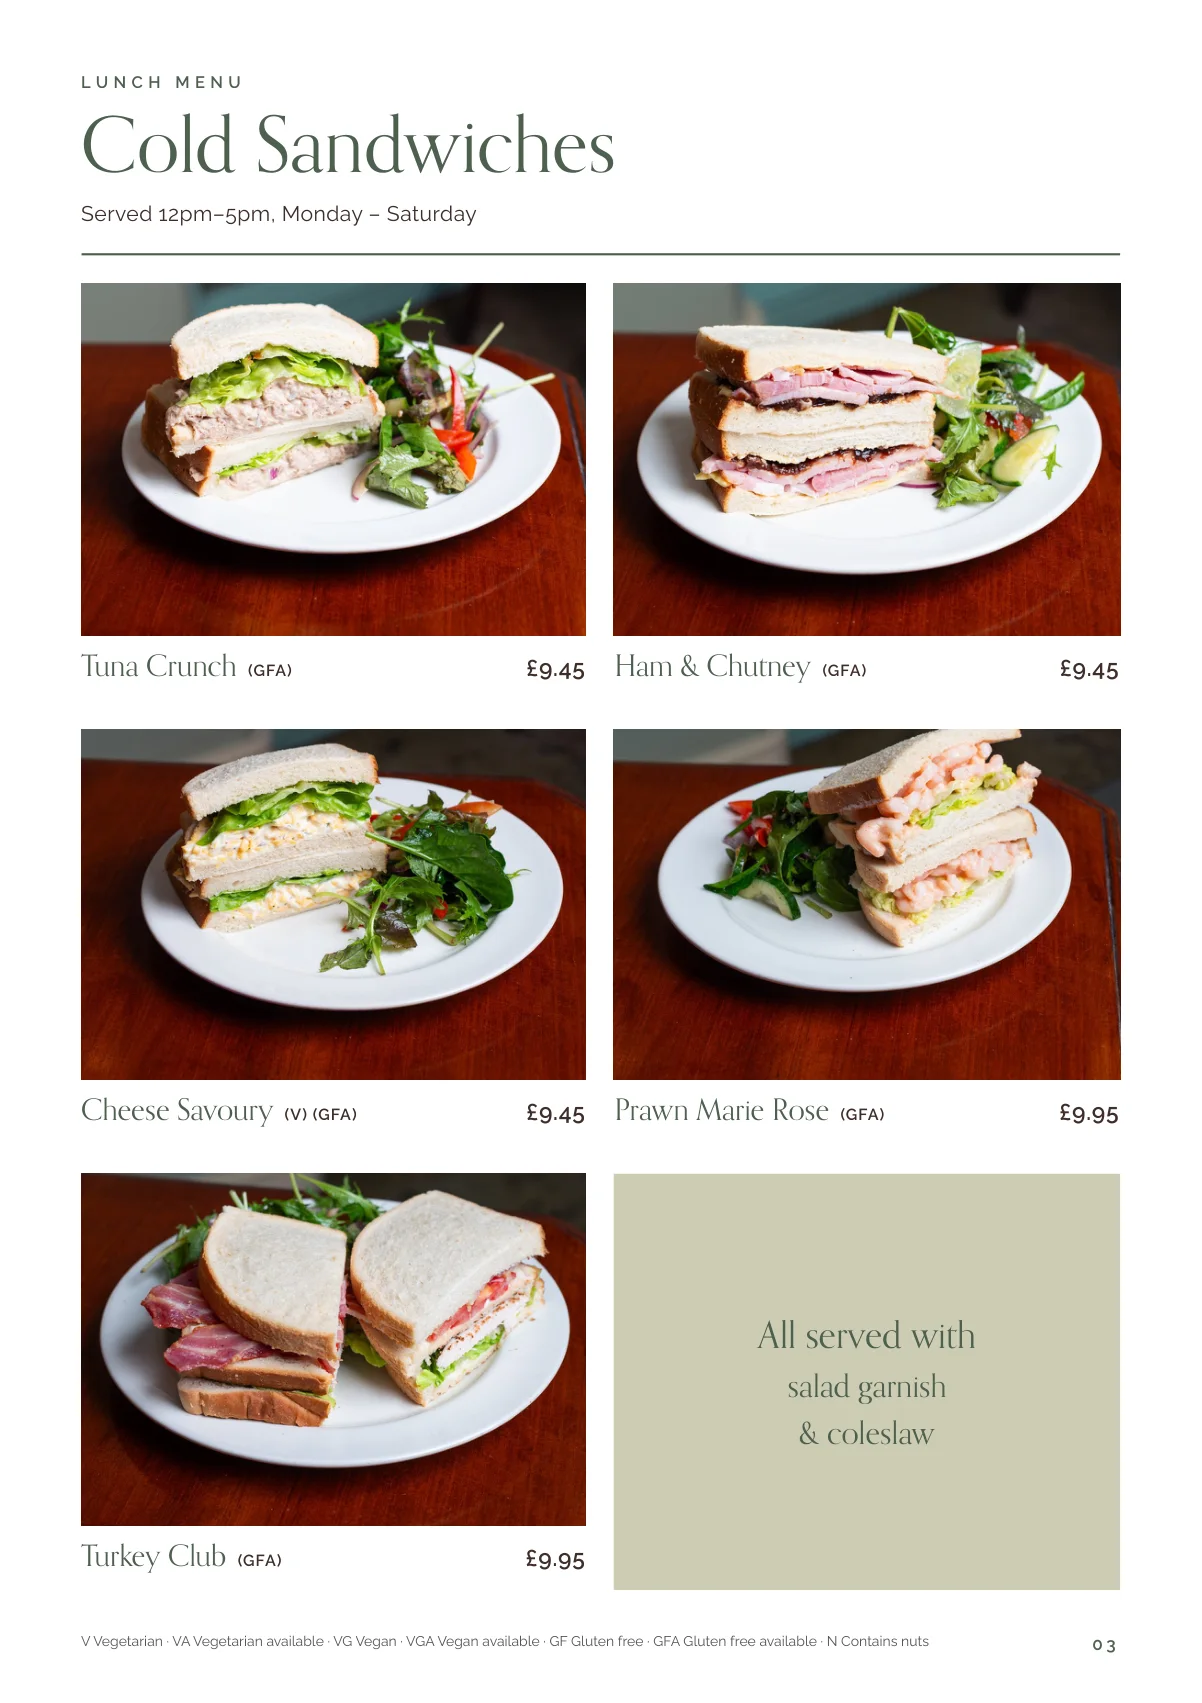 LUNCH MENU
Cold Sandwiches
Served 12pm–5pm, Monday – Saturday
Tuna Crunch (GFA) £9.45
Ham & Chutney (GFA) £9.45
Cheese Savoury (V) (GFA) £9.45
Prawn Marie Rose (GFA) £9.95
Turkey Club (GFA) £9.95
All served with
salad garnish
& coleslaw
V Vegetarian · VA Vegetarian available · VG Vegan · VGA Vegan available · GF Gluten free · GFA Gluten free available · N Contains nuts
03